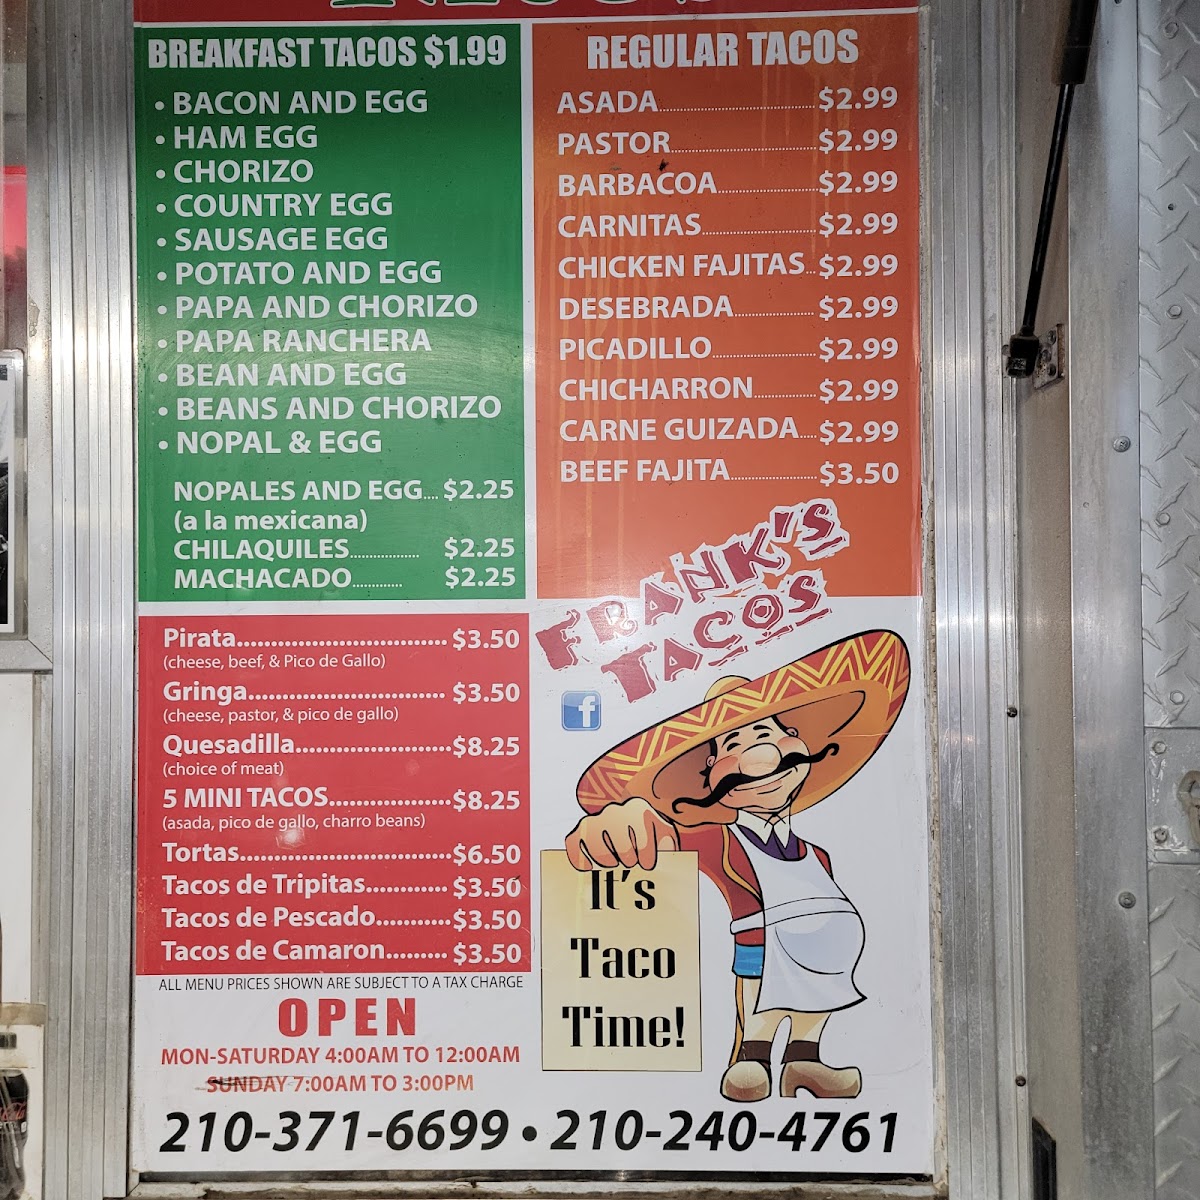 BREAKFAST TACOS $1.99
• BACON AND EGG
• HAM EGG
• CHORIZO
• COUNTRY EGG
• SAUSAGE EGG
• POTATO AND EGG
• PAPA AND CHORIZO
• PAPA RANCHERA
• BEAN AND EGG
• BEANS AND CHORIZO
• NOPAL & EGG
NOPALES AND EGG.... $2.25
(a la mexicana)
CHILAQUILES.................. $2.25
MACHACADO............. $2.25
REGULAR TACOS
ASADA........................................ $2.99
PASTOR...................................... $2.99
BARBACOA......................... $2.99
CARNITAS............................ $2.99
CHICKEN FAJITAS.. $2.99
DESEBRADA.................... $2.99
PICADILLO.......................... $2.99
CHICHARRON................ $2.99
CARNE GUIZADA.... $2.99
BEEF FAJITA...................... $3.50
Pirata.................................. $3.50
(cheese, beef, & Pico de Gallo)
Gringa................................ $3.50
(cheese, pastor, & pico de gallo)
Quesadilla.........................$8.25
(choice of meat)
5 MINI TACOS....................$8.25
(asada, pico de gallo, charro beans)
Tortas..................................$6.50
Tacos de Tripitas............. $3.50
Tacos de Pescado............$3.50
Tacos de Camaron.......... $3.50
ALL MENU PRICES SHOWN ARE SUBJECT TO A TAX CHARGE
OPEN
MON-SATURDAY 4:00AM TO 12:00AM
SUNDAY 7:00AM TO 3:00PM
FRANK'S
TACOS
f
It's
Taco
Time!
210-371-6699 • 210-240-4761